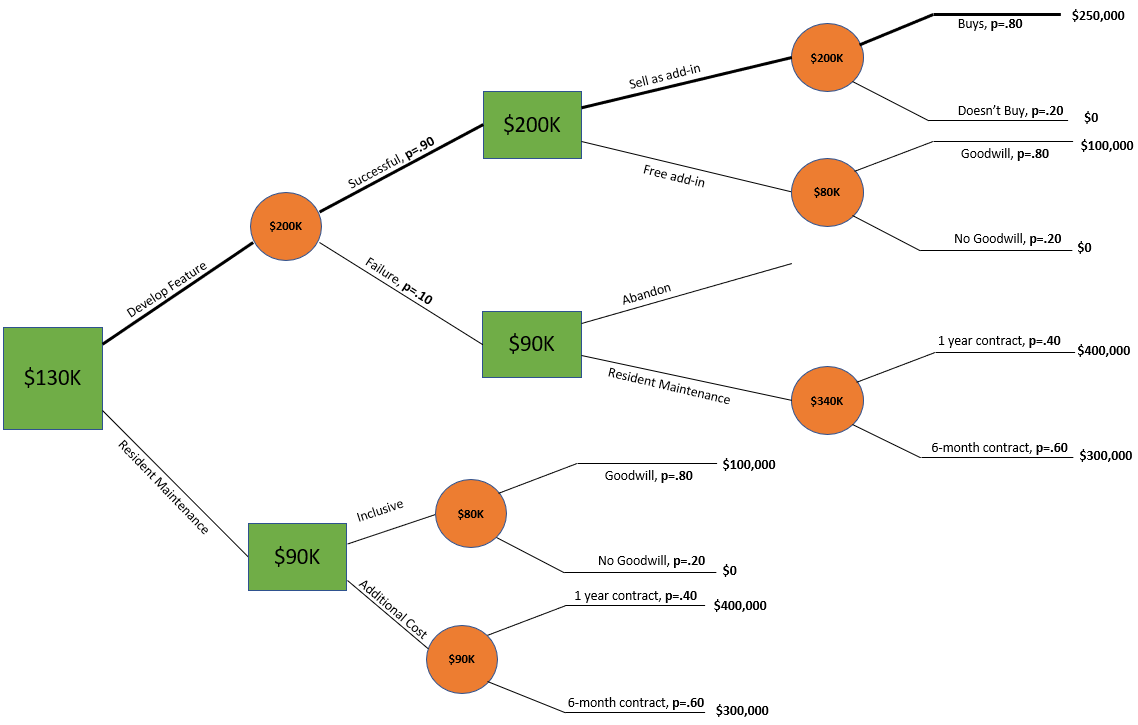 $250,000
Buys, p=.80
$200K
Sell as add-in
Doesn't Buy, p=.20
$0
$200K
Successful, p=.90
$100,000
Goodwill, p=.80
Free add-in
$80K
No Goodwill, p=.20
$0
$200K
Develop Feature
Failure, p=.10
Abandon
$90K
1 year contract, p=.40
$400,000
Resident Maintenance
$340K
6-month contract, p=.60
$300,000
$130K
Resident Maintenance
$100,000
Goodwill, p=.80
Inclusive
$80K
No Goodwill, p=.20
$0
$90K
Additional Cost
1 year contract, p=.40
$400,000
$90K
6-month contract, p=.60
$300,000